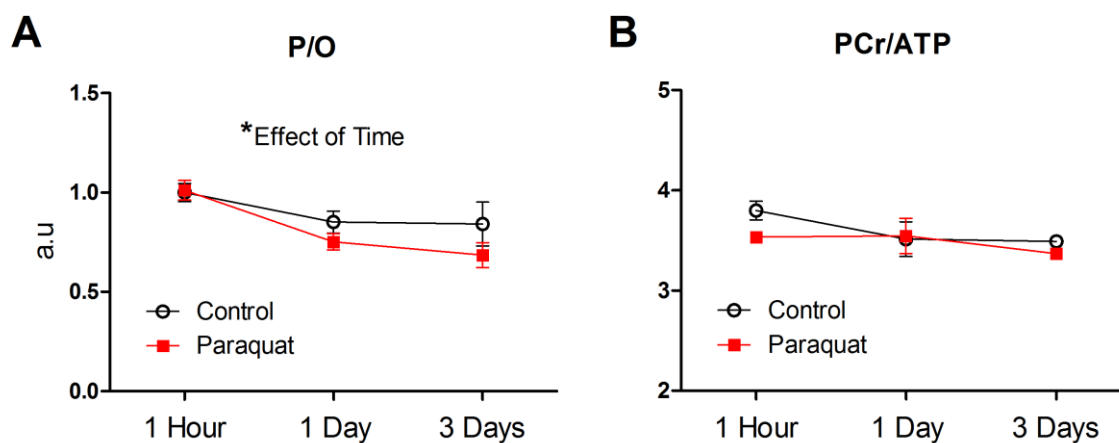 A
P/O
1.5
*Effect of Time
1.0
a.u
0.5
Control
Paraquat
0.0
1 Hour 1 Day 3 Days
B
PCr/ATP
5
4
3
Control
Paraquat
2
1 Hour 1 Day 3 Days